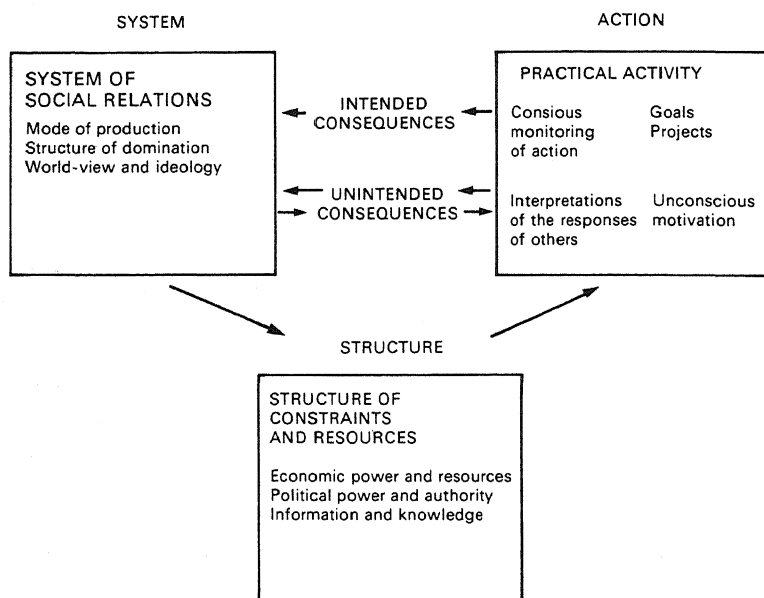 SYSTEM
ACTION
SYSTEM OF
SOCIAL RELATIONS
Mode of production
Structure of domination
World-view and ideology
INTENDED
CONSEQUENCES
UNINTENDED
CONSEQUENCES
PRACTICAL ACTIVITY
Consious
monitoring
of action
Goals
Projects
Interpretations
of the responses
of others
Unconscious
motivation
STRUCTURE
STRUCTURE OF
CONSTRAINTS
AND RESOURCES
Economic power and resources
Political power and authority
Information and knowledge